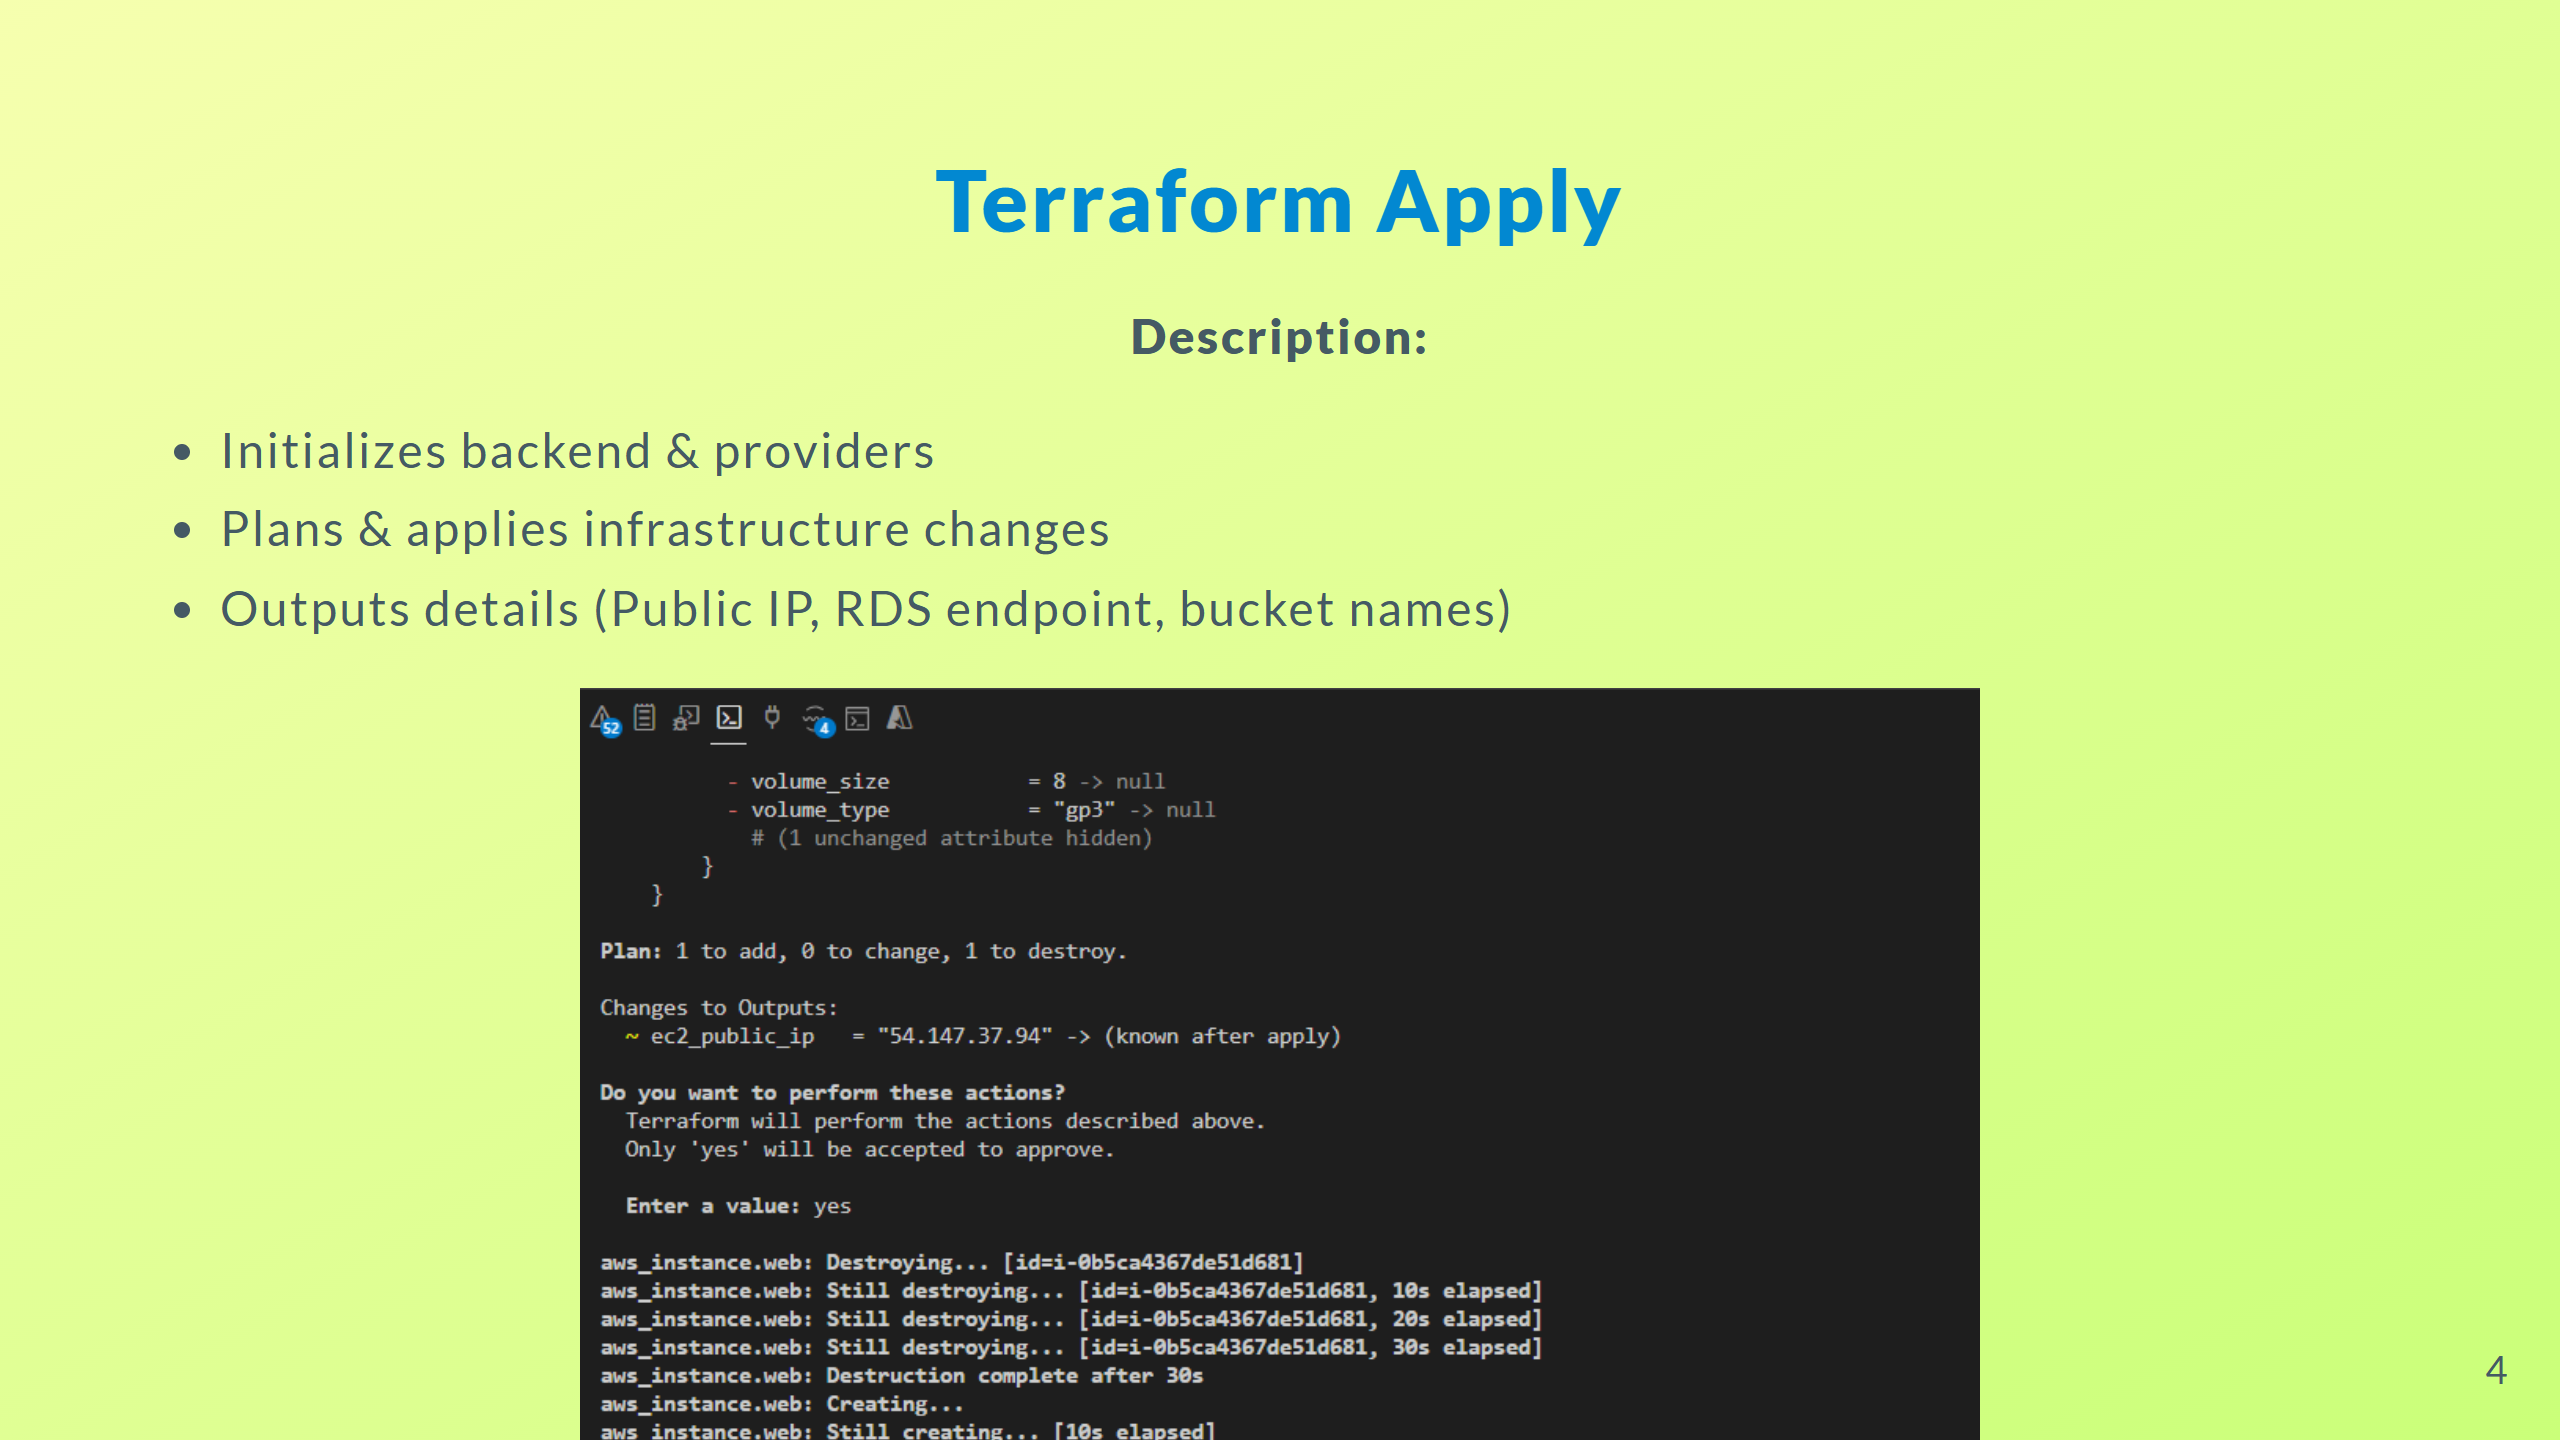 Terraform Apply
Description:
• Initializes backend & providers
• Plans & applies infrastructure changes
• Outputs details (Public IP, RDS endpoint, bucket names)
52
4
- volume_size = 8 -> null
- volume_type = "gp3" -> null
# (1 unchanged attribute hidden)
}
}
Plan: 1 to add, 0 to change, 1 to destroy.
Changes to Outputs:
~ ec2_public_ip = "54.147.37.94" -> (known after apply)
Do you want to perform these actions?
Terraform will perform the actions described above.
Only 'yes' will be accepted to approve.
Enter a value: yes
aws_instance.web: Destroying... [id=i-0b5ca4367de51d681]
aws_instance.web: Still destroying... [id=i-0b5ca4367de51d681, 10s elapsed]
aws_instance.web: Still destroying... [id=i-0b5ca4367de51d681, 20s elapsed]
aws_instance.web: Still destroying... [id=i-0b5ca4367de51d681, 30s elapsed]
aws_instance.web: Destruction complete after 30s
aws_instance.web: Creating...
aws_instance.web: Still creating... [10s elapsed]
4